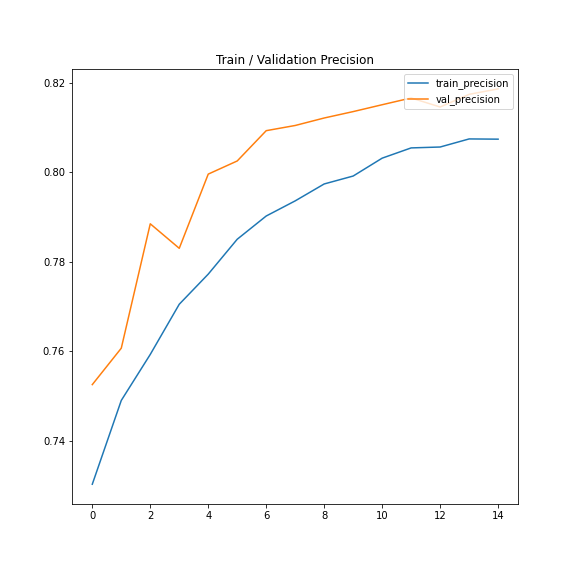 Train / Validation Precision
train_precision
val_precision
0.82
0.80
0.78
0.76
0.74
0 2 4 6 8 10 12 14